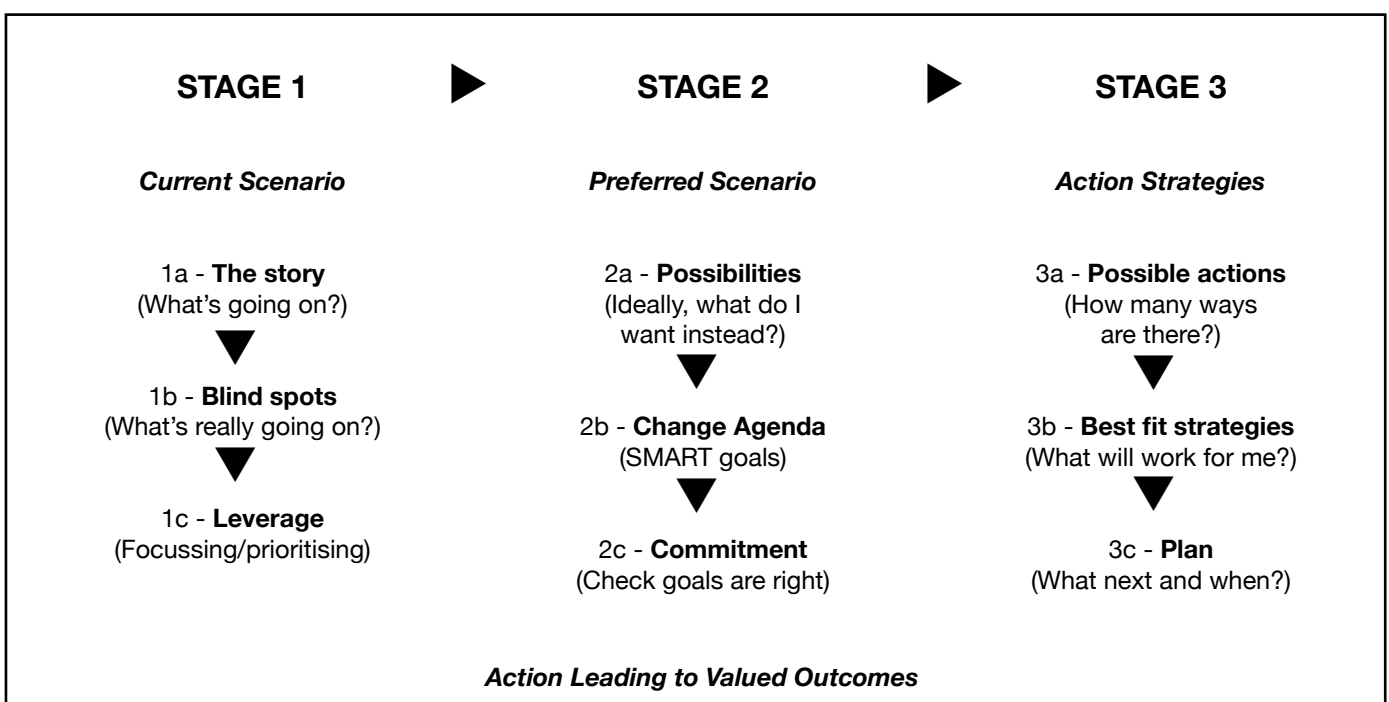 STAGE 1
Current Scenario
1a - The story
(What's going on?)
1b - Blind spots
(What's really going on?)
1c - Leverage
(Focussing/prioritising)
STAGE 2
Preferred Scenario
2a - Possibilities
(Ideally, what do I
want instead?)
2b - Change Agenda
(SMART goals)
2c - Commitment
(Check goals are right)
STAGE 3
Action Strategies
3a - Possible actions
(How many ways
are there?)
3b - Best fit strategies
(What will work for me?)
3c - Plan
(What next and when?)
Action Leading to Valued Outcomes